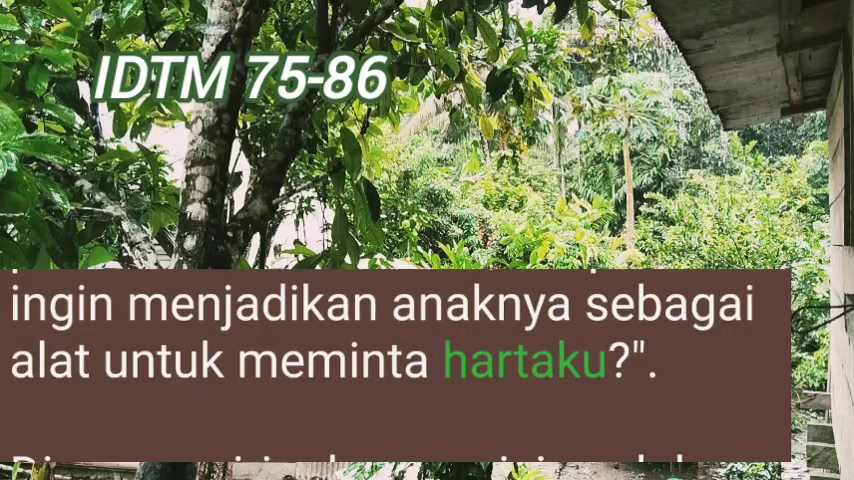 IDTM 75-86
ingin menjadikan anaknya sebagai
alat untuk meminta hartaku?".